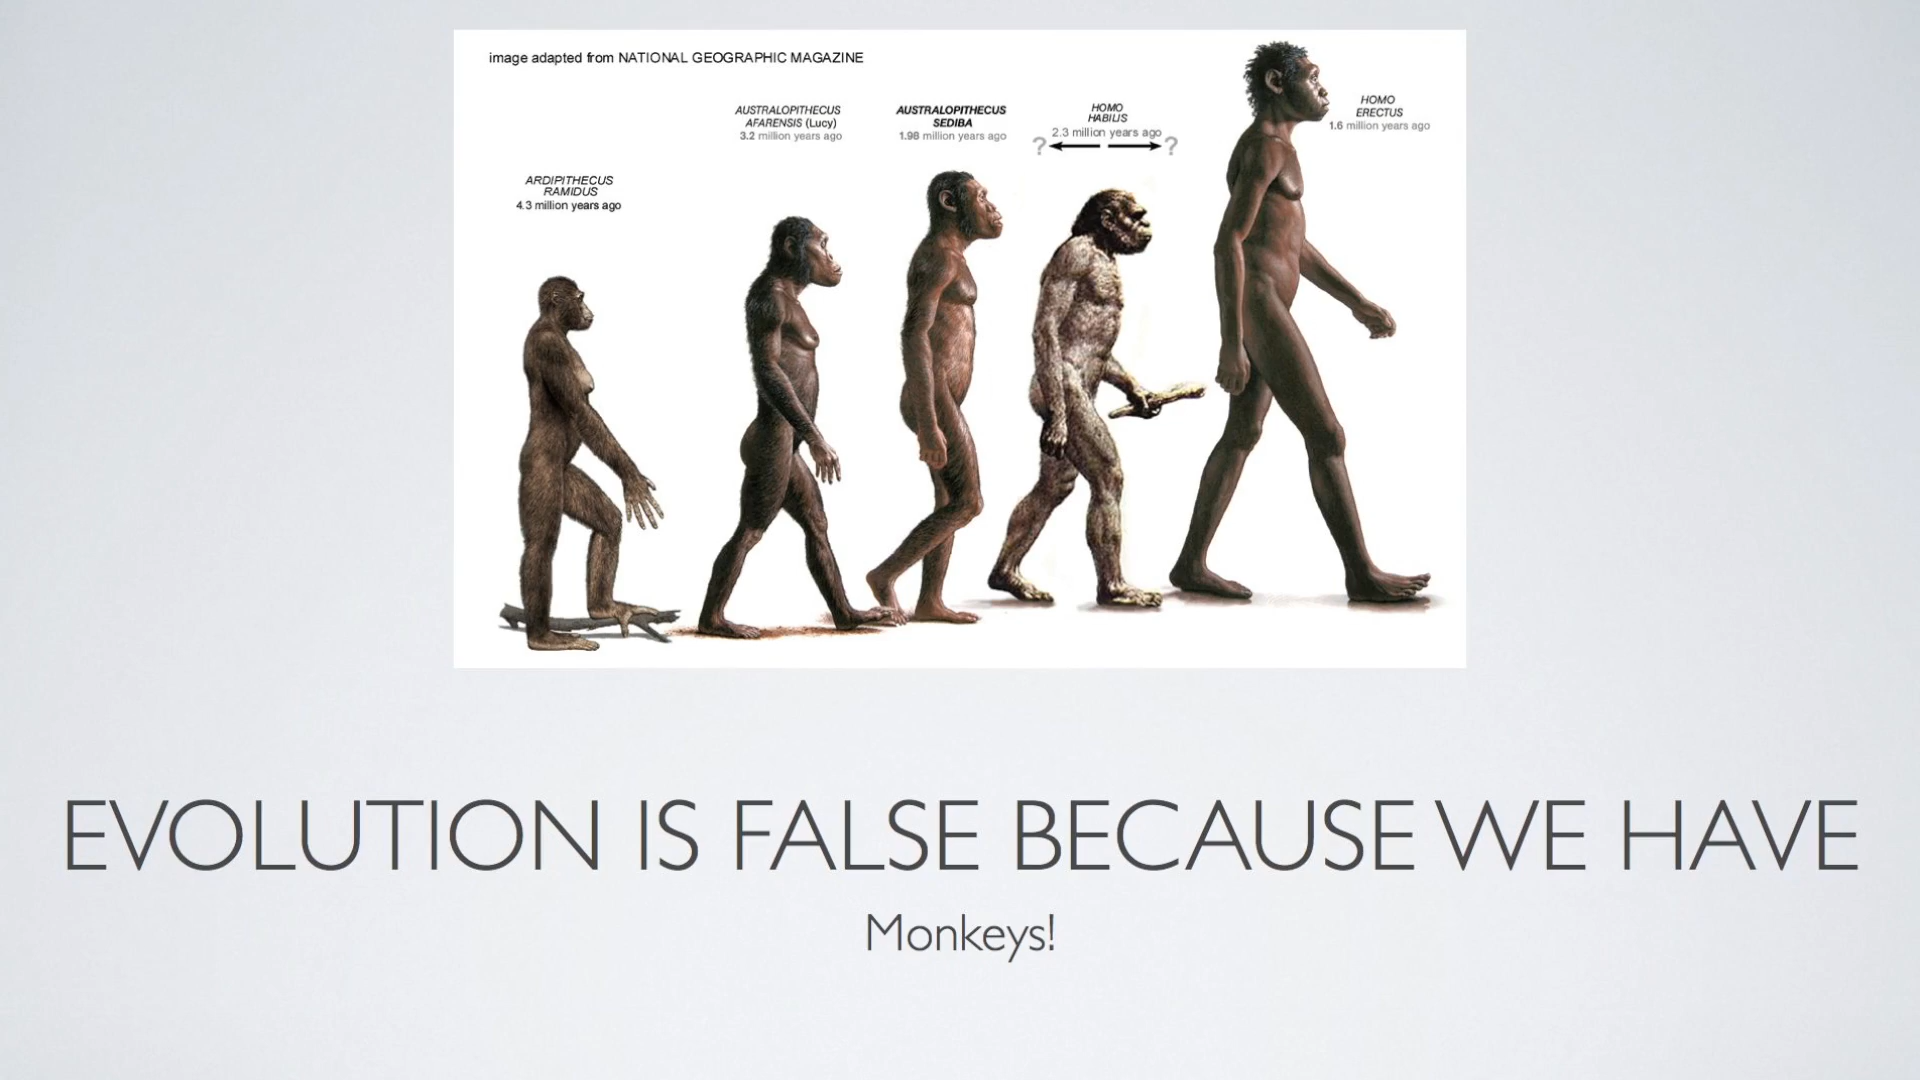 image adapted from NATIONAL GEOGRAPHIC MAGAZINE
ARDIPITHECUS
RAMIDUS
4.3 million years ago
AUSTRALOPITHECUS
AFARENSIS (Lucy)
3.2 million years ago
AUSTRALOPITHECUS
SEDIBA
1.98 million years ago
HOMO
HABILIS
2.3 million years ago
? ?
HOMO
ERECTUS
1.6 million years ago
EVOLUTION IS FALSE BECAUSE WE HAVE
Monkeys!